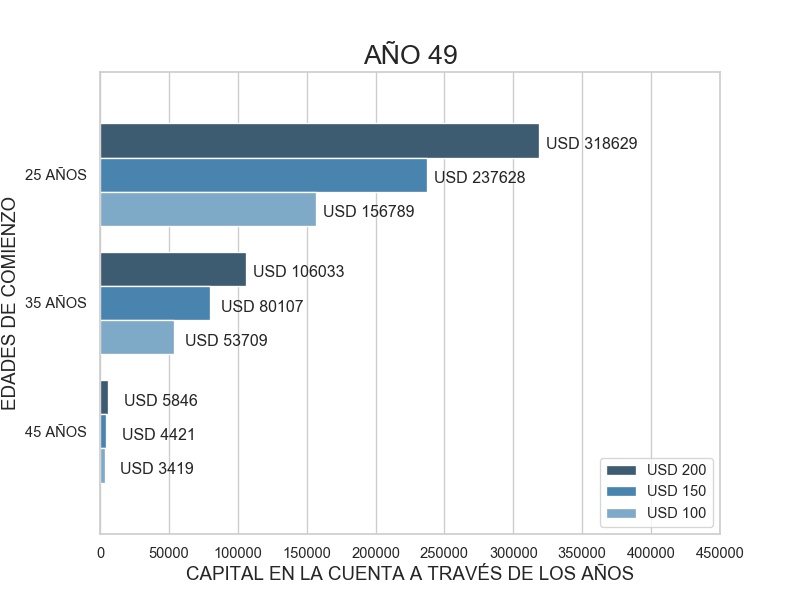 AÑO 49
EDADES DE COMIENZO
25 AÑOS
USD 318629
USD 237628
USD 156789
35 AÑOS
USD 106033
USD 80107
USD 53709
45 AÑOS
USD 5846
USD 4421
USD 3419
USD 200
USD 150
USD 100
0 50000 100000 150000 200000 250000 300000 350000 400000 450000
CAPITAL EN LA CUENTA A TRAVÉS DE LOS AÑOS